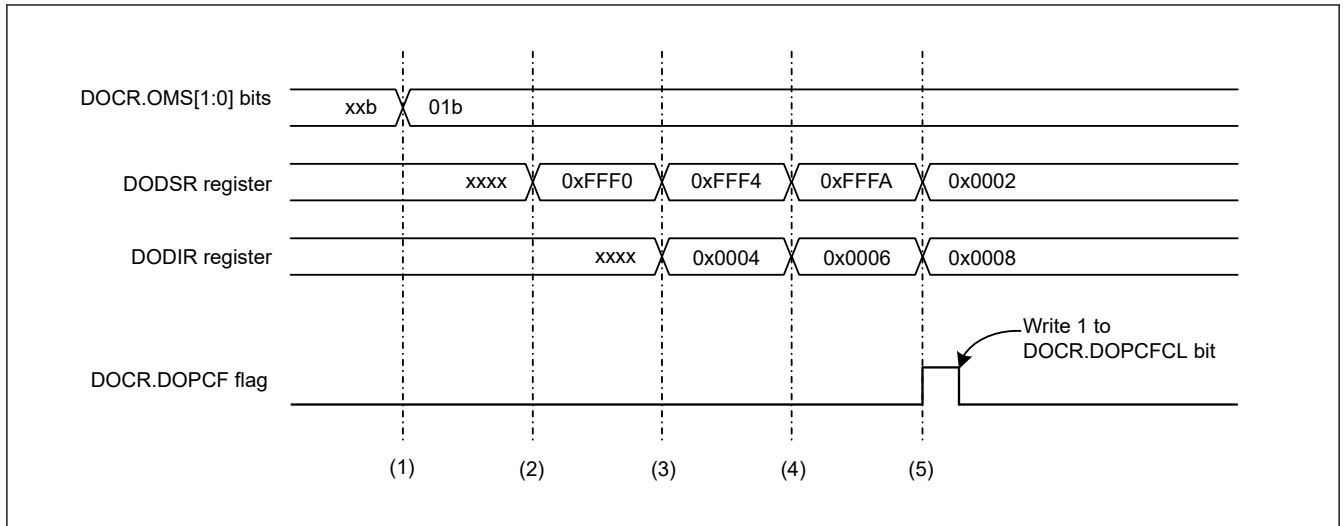 DOCR.OMS[1:0] bits
xxb
01b
DODSR register
xxxx
0xFFF0
0xFFF4
0xFFFA
0x0002
DODIR register
xxxx
0x0004
0x0006
0x0008
Write 1 to
DOCR.DOPCFCL bit
DOCR.DOPCF flag
(1)
(2)
(3)
(4)
(5)